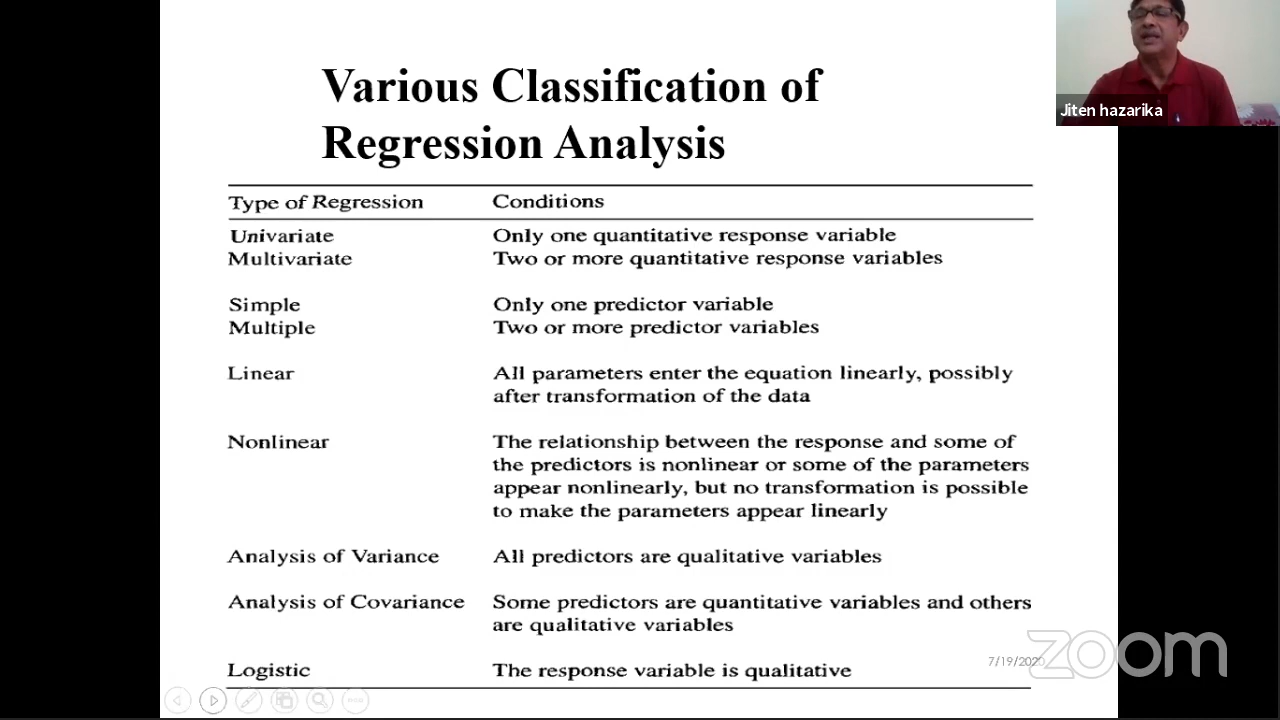 Various Classification of
Regression Analysis
Jiten hazarika
Type of Regression Conditions
Univariate Only one quantitative response variable
Multivariate Two or more quantitative response variables
Simple Only one predictor variable
Multiple Two or more predictor variables
Linear All parameters enter the equation linearly, possibly
after transformation of the data
Nonlinear The relationship between the response and some of
the predictors is nonlinear or some of the parameters
appear nonlinearly, but no transformation is possible
to make the parameters appear linearly
Analysis of Variance All predictors are qualitative variables
Analysis of Covariance Some predictors are quantitative variables and others
are qualitative variables
Logistic The response variable is qualitative
7/19/2020
zoom